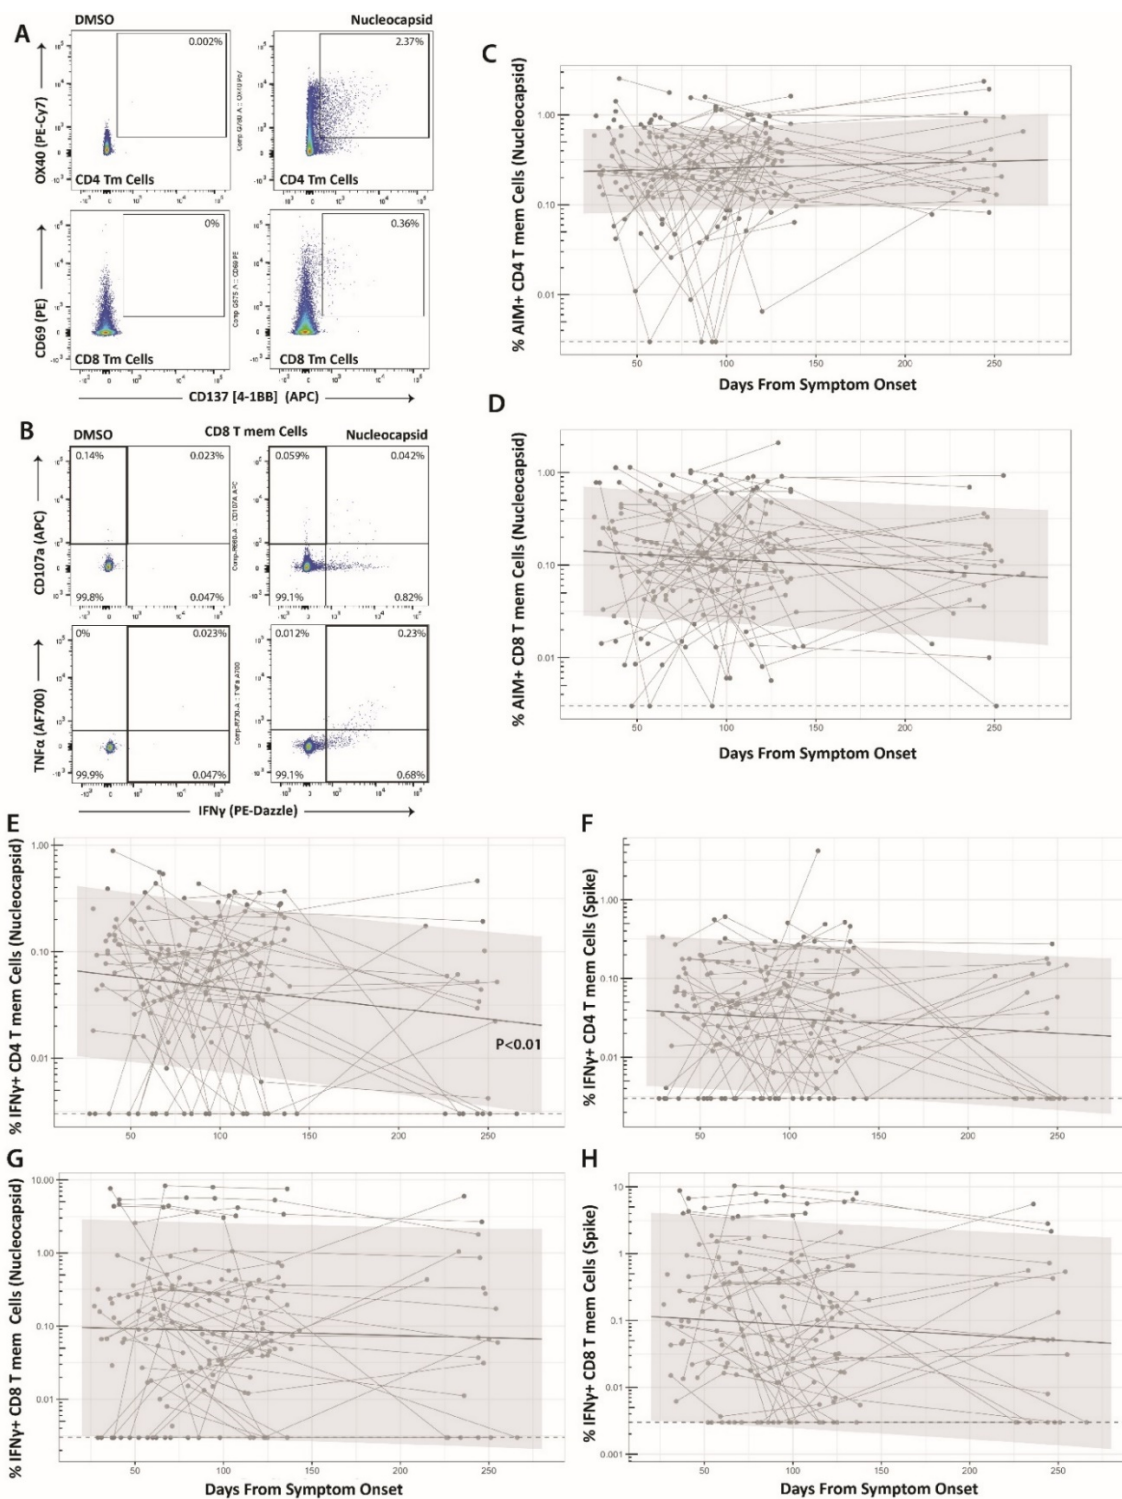 A
DMSO
Nucleocapsid
0.002%
2.37%
OX40 (PE-Cy7)
CD4 Tm Cells
CD4 Tm Cells
0%
0.36%
CD69 (PE)
CD8 Tm Cells
CD8 Tm Cells
CD137 [4-1BB] (APC)
B
DMSO
CD8 T mem Cells
Nucleocapsid
0.14%
0.023%
0.059%
0.042%
CD107a (APC)
99.8%
0.047%
99.1%
0.82%
0%
0.023%
0.012%
0.23%
TNFα (AF700)
99.9%
0.047%
99.1%
0.68%
IFNγ (PE-Dazzle)
C
% AIM+ CD4 T mem Cells (Nucleocapsid)
1.00
0.10
0.01
50 100 150 200 250
Days From Symptom Onset
D
% AIM+ CD8 T mem Cells (Nucleocapsid)
1.00
0.10
0.01
50 100 150 200 250
Days From Symptom Onset
E
% IFNγ+ CD4 T mem Cells (Nucleocapsid)
1.00
0.10
0.01
P<0.01
50 100 150 200 250
F
% IFNγ+ CD4 T mem Cells (Spike)
1.00
0.10
0.01
50 100 150 200 250
G
% IFNγ+ CD8 T mem Cells (Nucleocapsid)
10.00
1.00
0.10
0.01
50 100 150 200 250
Days From Symptom Onset
H
% IFNγ+ CD8 T mem Cells (Spike)
10
1
0.1
0.01
0.001
50 100 150 200 250
Days From Symptom Onset